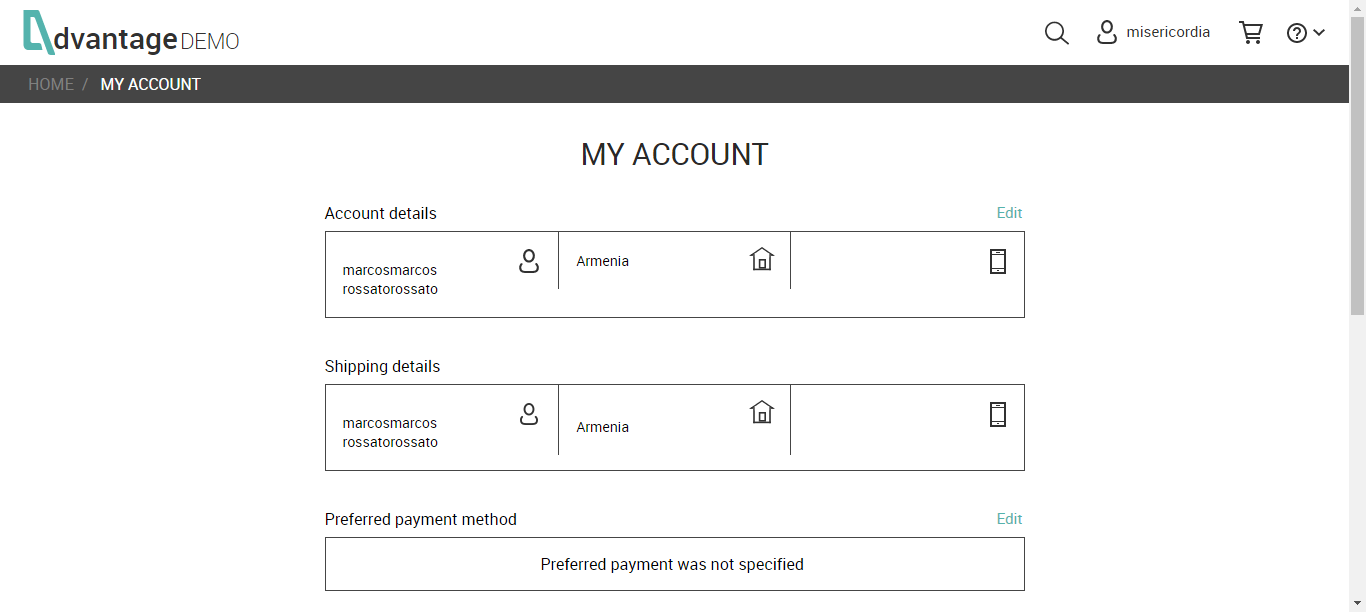 dvantage DEMO
misericordia
?
HOME / MY ACCOUNT
MY ACCOUNT
Account details
Edit
marcosmarcos
rossatorossato
Armenia
Shipping details
marcosmarcos
rossatorossato
Armenia
Preferred payment method
Edit
Preferred payment was not specified